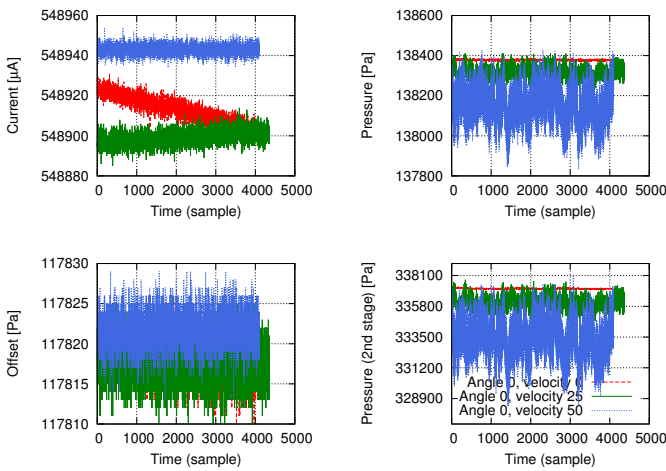 548960
548940
548920
548900
548880
0 1000 2000 3000 4000 5000
Current [µA]
Time (sample)
138600
138400
138200
138000
137800
0 1000 2000 3000 4000 5000
Pressure [Pa]
Time (sample)
117830
117825
117820
117815
117810
0 1000 2000 3000 4000 5000
Offset [Pa]
Time (sample)
338100
335800
333500
331200
328900
0 1000 2000 3000 4000 5000
Pressure (2nd stage) [Pa]
Time (sample)
Angle 0, velocity 0
Angle 0, velocity 25
Angle 0, velocity 50